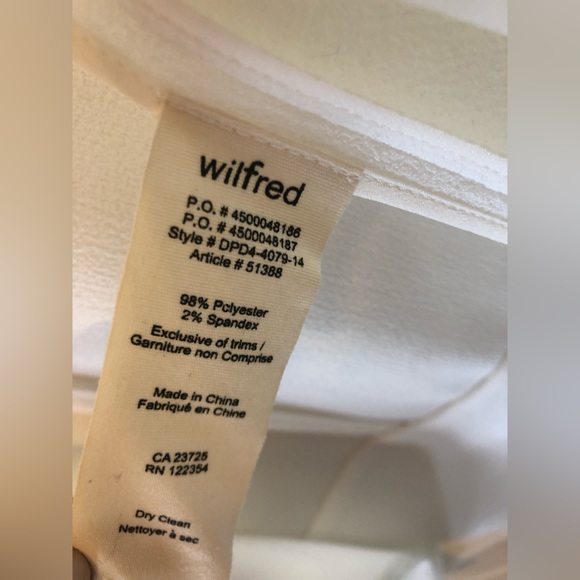 wilfred
P.O. # 4500048186
P.O. # 4500048187
Style # DPD4-4079-14
Article # 51388
98% Polyester
2% Spandex
Exclusive of trims /
Garniture non Comprise
Made in China
Fabriqué en Chine
CA 23725
RN 122354
Dry Clean
Nettoyer à sec